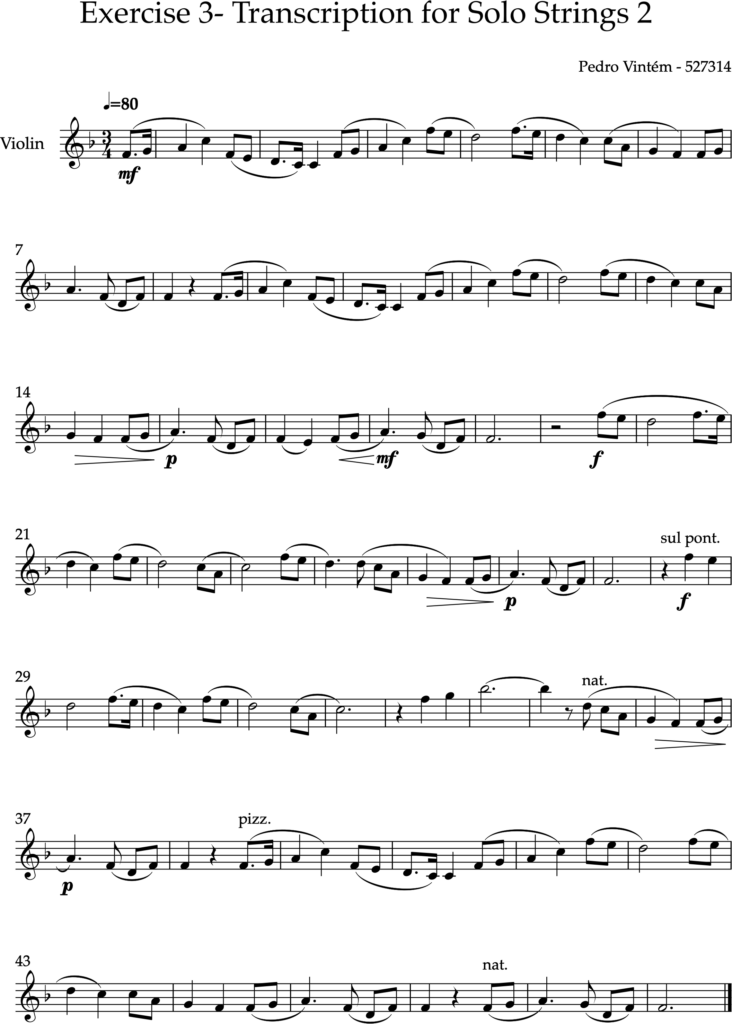 Exercise 3- Transcription for Solo Strings 2
Pedro Vintém - 527314
♩=80
Violin
3
4
mf
7
14
p
mf
f
21
sul pont.
p
f
29
nat.
37
pizz.
p
43
nat.